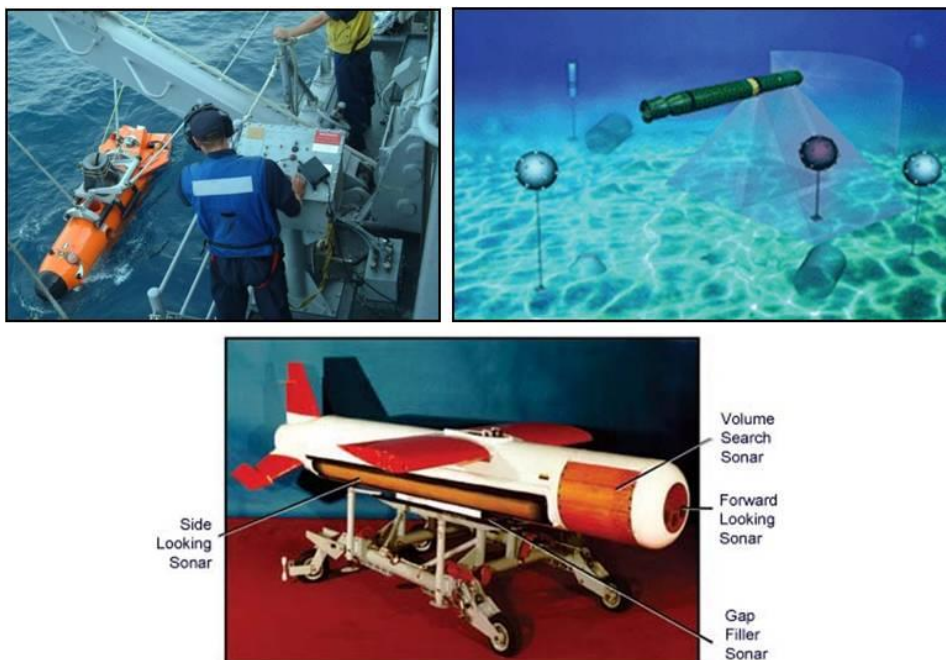 Volume
Search
Sonar
Forward
Looking
Sonar
Side
Looking
Sonar
Gap
Filler
Sonar